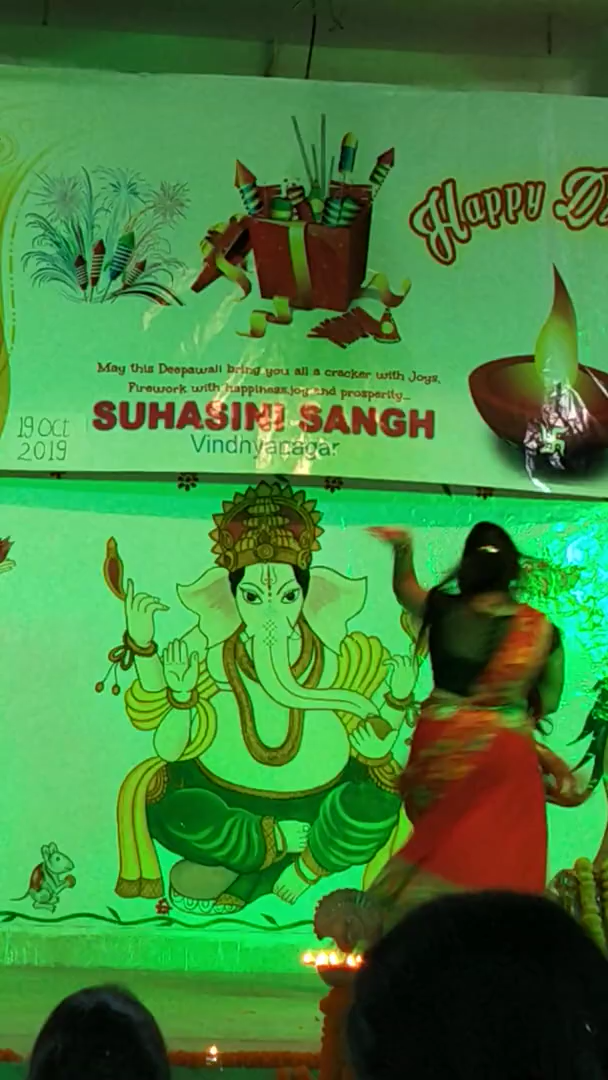 Happy D
May this Deepawali bring you all a cracker with Joys,
Firework with happiness,joy and prosperity...
SUHASINI SANGH
Vindhyanagar
19 Oct
2019